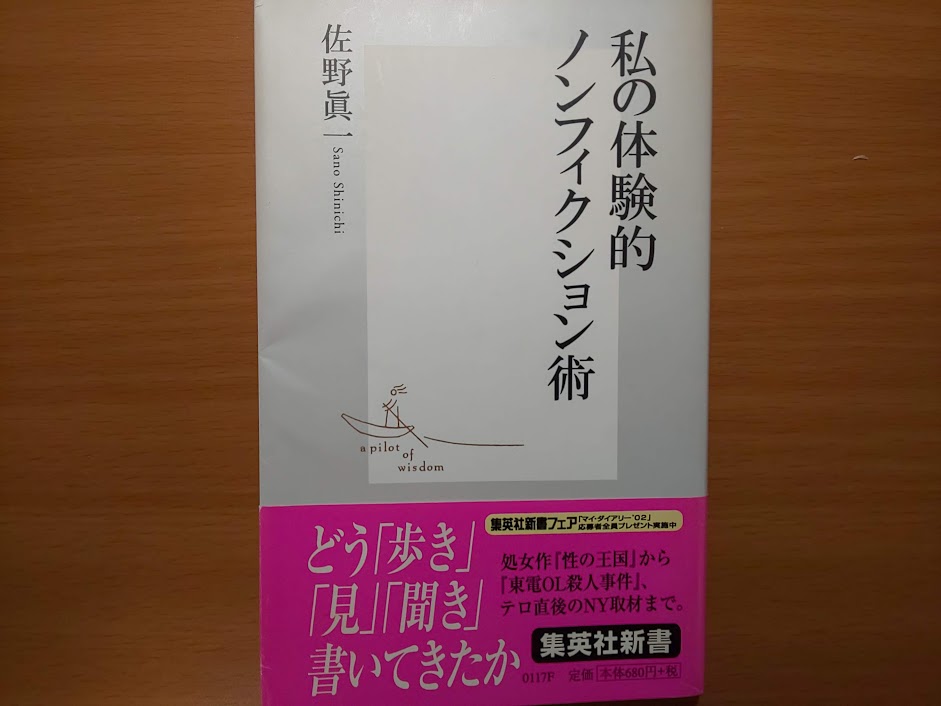 私の体験的
ノンフィクション術
佐野眞一
Sano Shinichi
a pilot
of
wisdom
集英社新書フェア「マイ・ダイアリー'02」
応募者全員プレゼント実施中
どう「歩き」
「見」「聞き」
書いてきたか
処女作『性の王国』から
『東電OL殺人事件』、
テロ直後のNY取材まで。
集英社新書
0117F 定価 本体680円+税